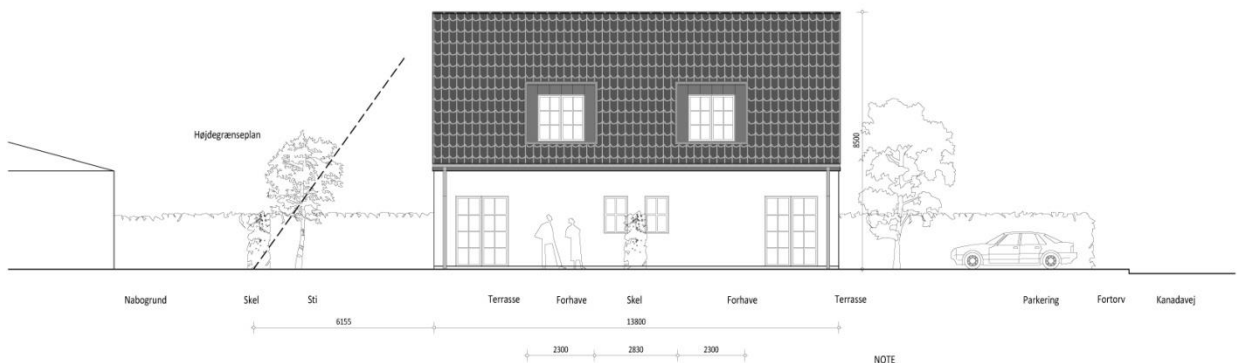 Højdegrænseplan
8500
Nabogrund Skel Sti Terrasse Forhave Skel Forhave Terrasse Parkering Fortorv Kanadavej
6155 13800
2300 2830 2300
NOTE